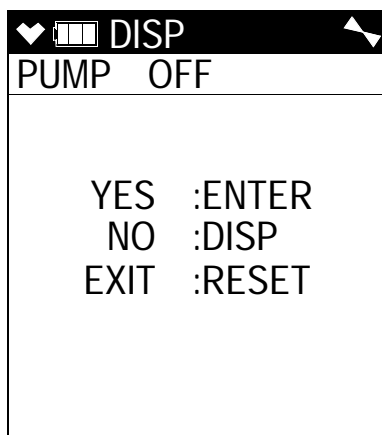 DISP
PUMP OFF
YES :ENTER
NO :DISP
EXIT :RESET